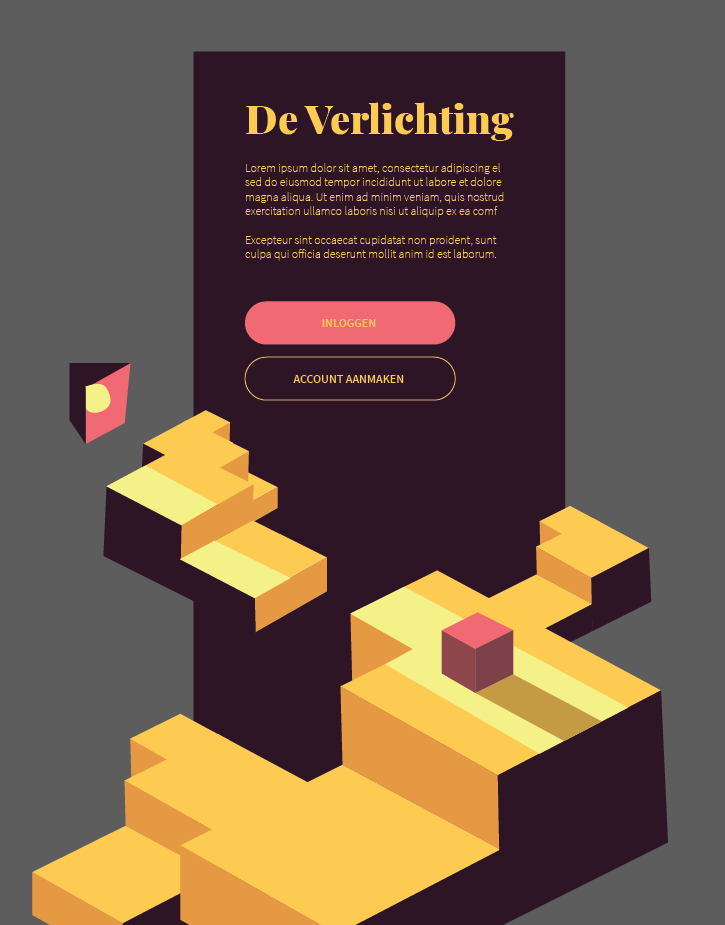 De Verlichting
Lorem ipsum dolor sit amet, consectetur adipiscing el
sed do eiusmod tempor incididunt ut labore et dolore
magna aliqua. Ut enim ad minim veniam, quis nostrud
exercitation ullamco laboris nisi ut aliquip ex ea comf
Excepteur sint occaecat cupidatat non proident, sunt
culpa qui officia deserunt mollit anim id est laborum.
INLOGGEN
ACCOUNT AANMAKEN